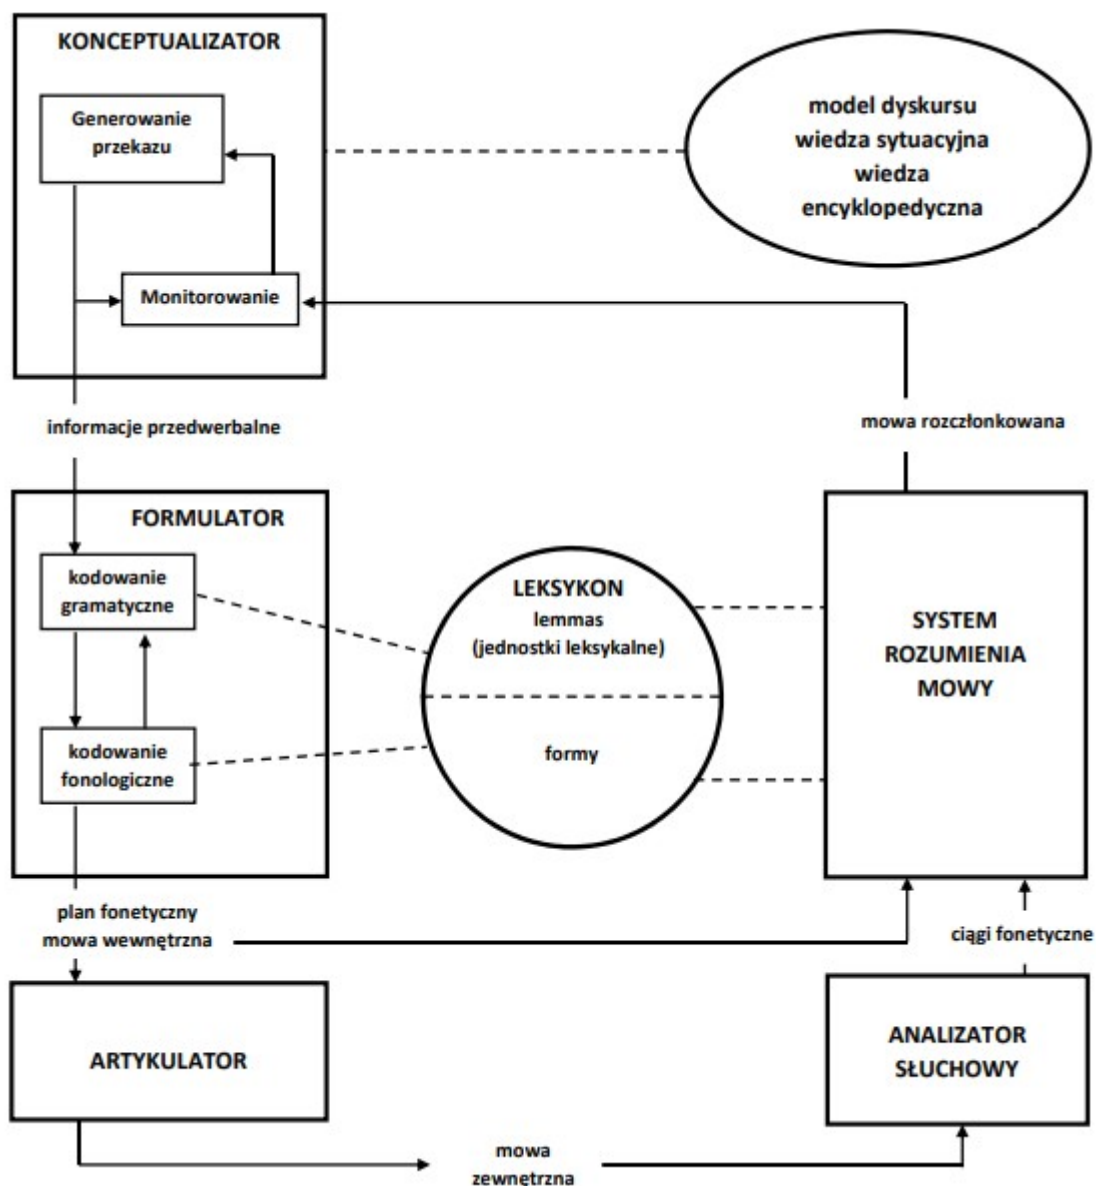 KONCEPTUALIZATOR
Generowanie
przekazu
Monitorowanie
model dyskursu
wiedza sytuacyjna
wiedza
encyklopedyczna
informacje przedwerbalne
mowa rozczłonkowana
FORMULATOR
kodowanie
gramatyczne
kodowanie
fonologiczne
LEKSYKON
lemmas
(jednostki leksykalne)
formy
SYSTEM
ROZUMIENIA
MOWY
plan fonetyczny
mowa wewnętrzna
ciągi fonetyczne
ARTYKULATOR
ANALIZATOR
SŁUCHOWY
mowa
zewnętrzna